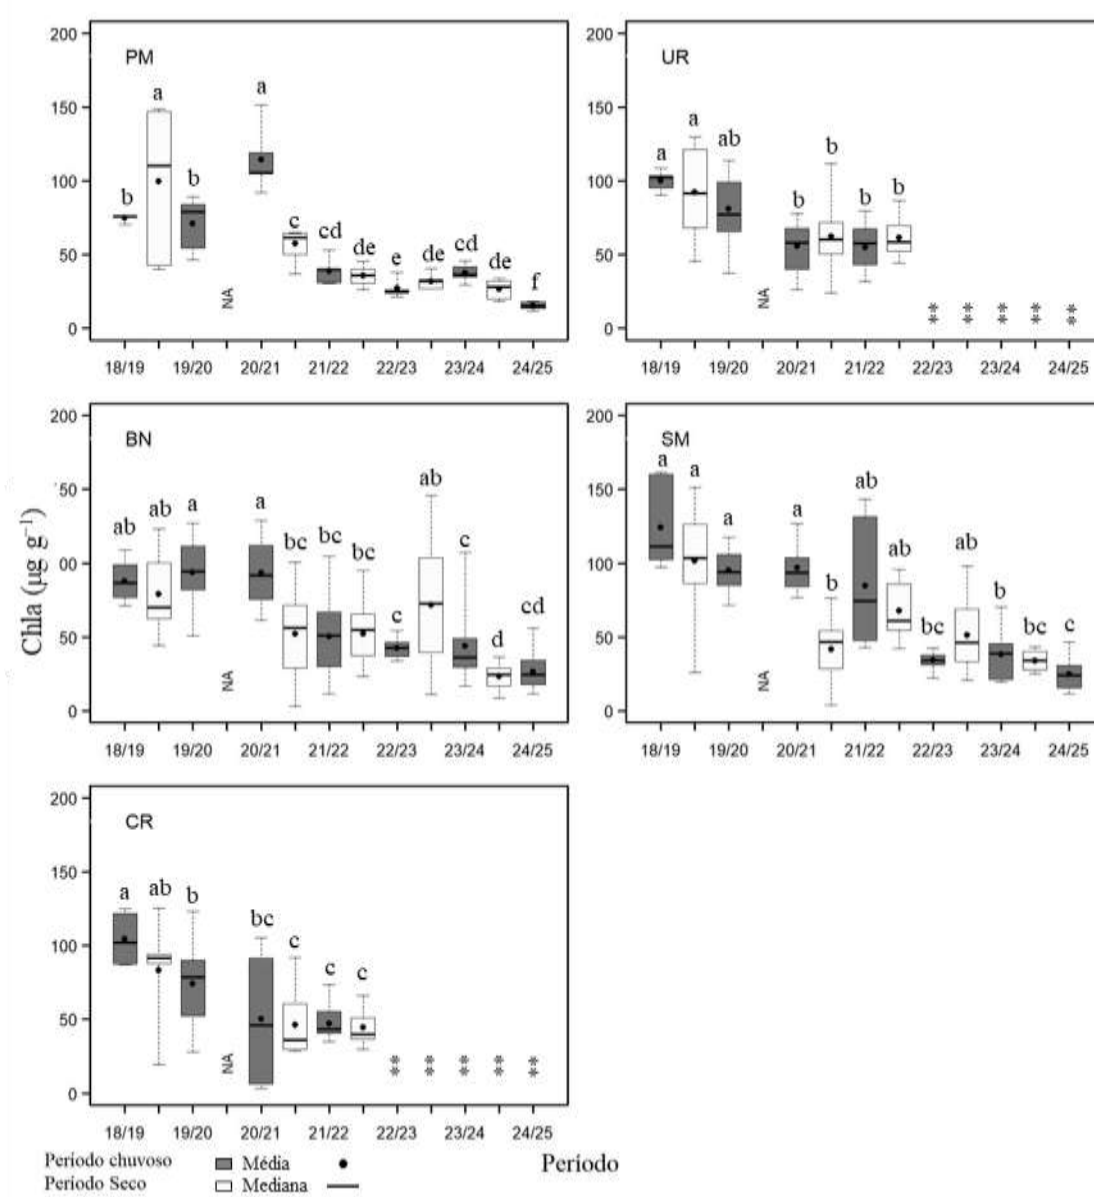 PM
200
150
100
50
0
b
a
b
NA
a
c
cd
de
e
de
cd
de
f
18/19 19/20 20/21 21/22 22/23 23/24 24/25
UR
200
150
100
50
0
a
a
ab
NA
b
b
b
b
** ** ** ** **
18/19 19/20 20/21 21/22 22/23 23/24 24/25
Chla (µg g⁻¹)
BN
200
50
00
50
0
ab
ab
a
NA
a
bc
bc
bc
c
ab
c
d
cd
18/19 19/20 20/21 21/22 22/23 23/24 24/25
SM
200
150
100
50
0
a
a
a
NA
a
b
ab
ab
bc
ab
b
bc
c
18/19 19/20 20/21 21/22 22/23 23/24 24/25
CR
200
150
100
50
0
a
ab
b
NA
bc
c
c
c
** ** ** ** **
18/19 19/20 20/21 21/22 22/23 23/24 24/25
Período
Período chuvoso Média
Período Seco Mediana